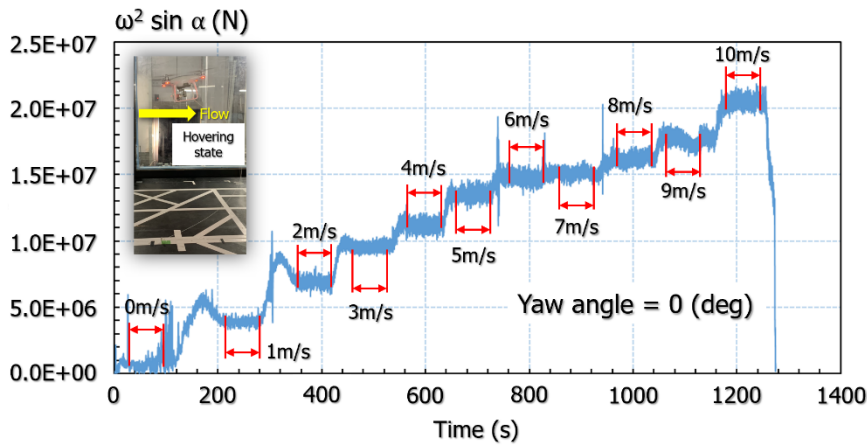 ω² sin α (N)
2.5E+07
2.0E+07
1.5E+07
1.0E+07
5.0E+06
0.0E+00
Flow
Hovering
state
0m/s
1m/s
2m/s
3m/s
4m/s
5m/s
6m/s
7m/s
8m/s
9m/s
10m/s
Yaw angle = 0 (deg)
0 200 400 600 800 1000 1200 1400
Time (s)